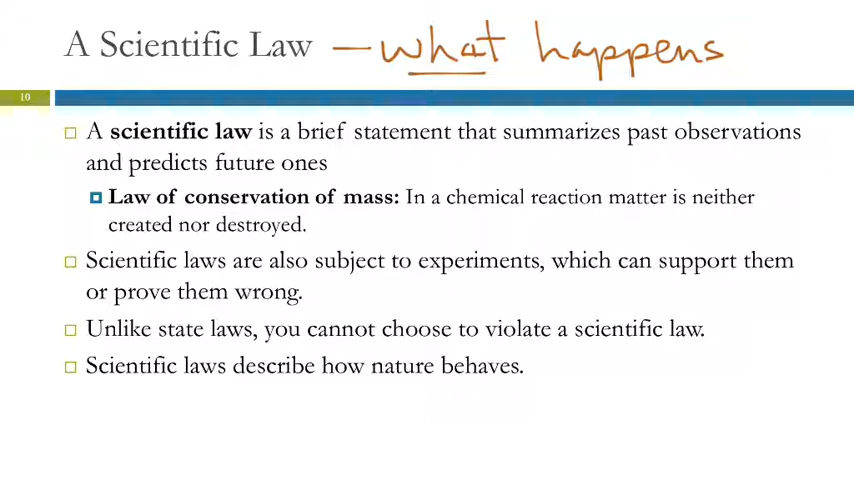 A Scientific Law — what happens
10
A scientific law is a brief statement that summarizes past observations
and predicts future ones
Law of conservation of mass: In a chemical reaction matter is neither
created nor destroyed.
Scientific laws are also subject to experiments, which can support them
or prove them wrong.
Unlike state laws, you cannot choose to violate a scientific law.
Scientific laws describe how nature behaves.